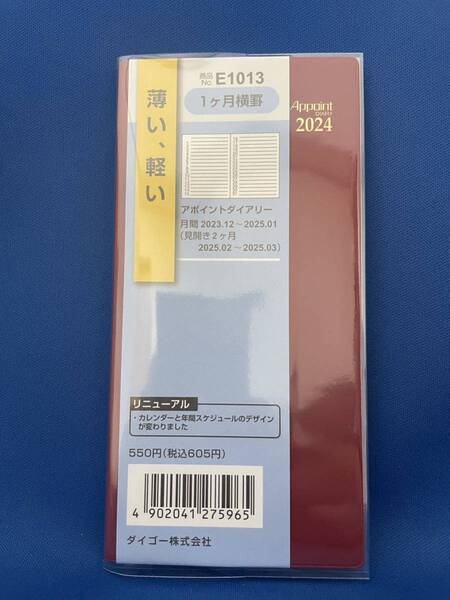 薄い、軽い
商品No. E1013
1ヶ月横罫
Appoint
DIARY
2024
アポイントダイアリー
月間 2023.12～2025.01
(見開き2ヶ月
2025.02～2025.03)
リニューアル
・カレンダーと年間スケジュールのデザイン
が変わりました
550円(税込605円)
4 902041 275965
ダイゴー株式会社